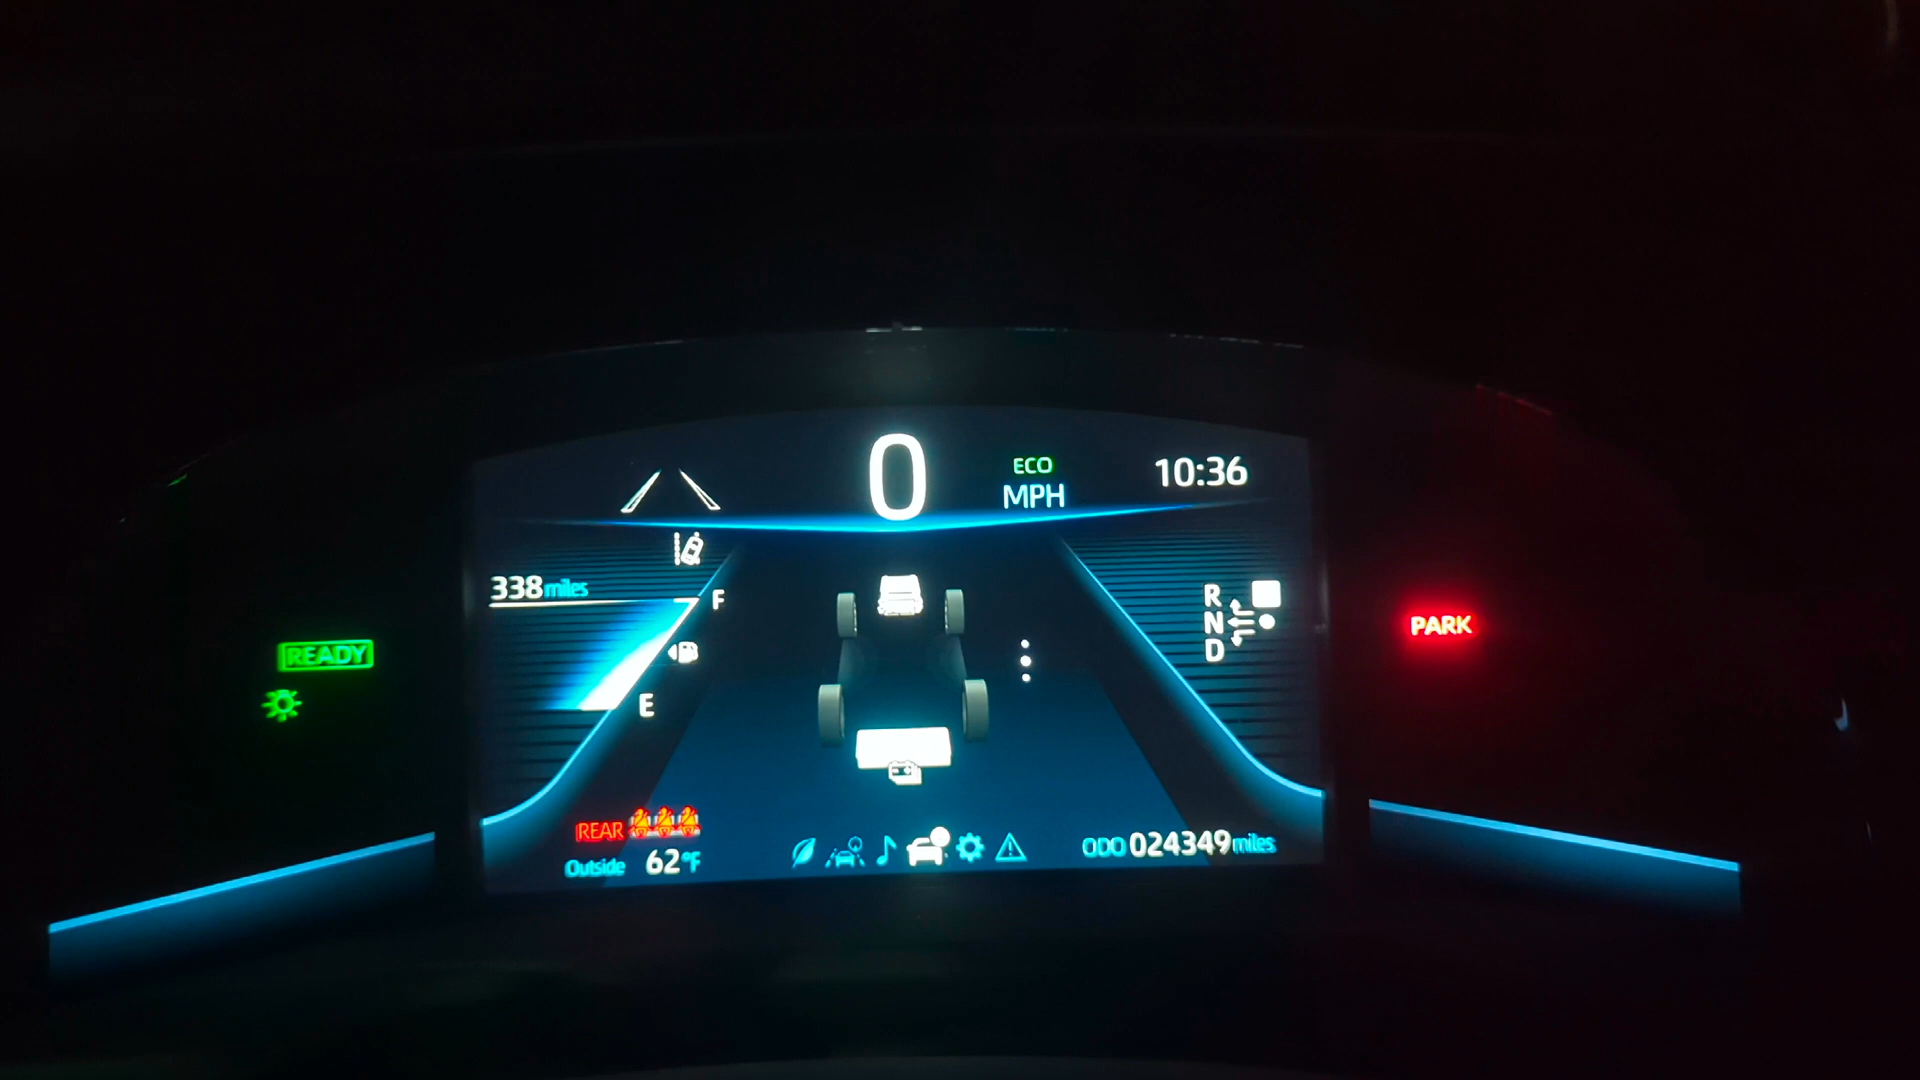 0
ECO
MPH
10:36
338 miles
F
E
READY
R
N
D
PARK
REAR
Outside 62°F
ODO 024349 miles